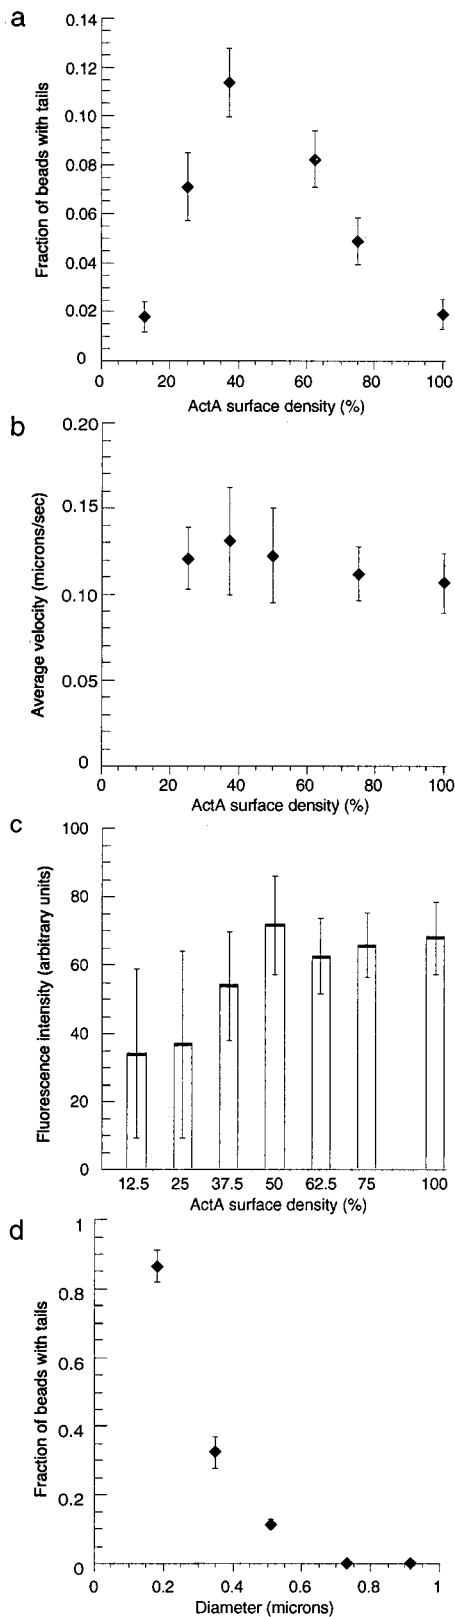 a
0.14
0.12
0.10
0.08
0.06
0.04
0.02
0
Fraction of beads with tails
0 20 40 60 80 100
ActA surface density (%)
b
0.20
0.15
0.10
0.05
0
Average velocity (microns/sec)
0 20 40 60 80 100
ActA surface density (%)
c
100
80
60
40
20
0
Fluorescence intensity (arbitrary units)
12.5 25 37.5 50 62.5 75 100
ActA surface density (%)
d
1
0.8
0.6
0.4
0.2
0
Fraction of beads with tails
0 0.2 0.4 0.6 0.8 1
Diameter (microns)